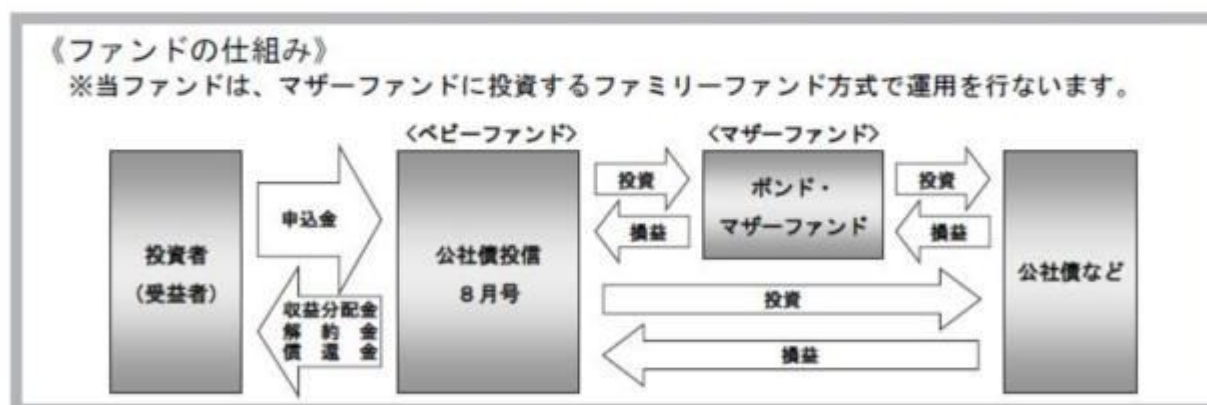 《ファンドの仕組み》
※当ファンドは、マザーファンドに投資するファミリーファンド方式で運用を行ないます。
〈ベビーファンド〉
〈マザーファンド〉
投資者
(受益者)
申込金
収益分配金
解約金
償還金
公社債投信
8月号
投資
損益
ボンド・
マザーファンド
投資
損益
投資
損益
公社債など